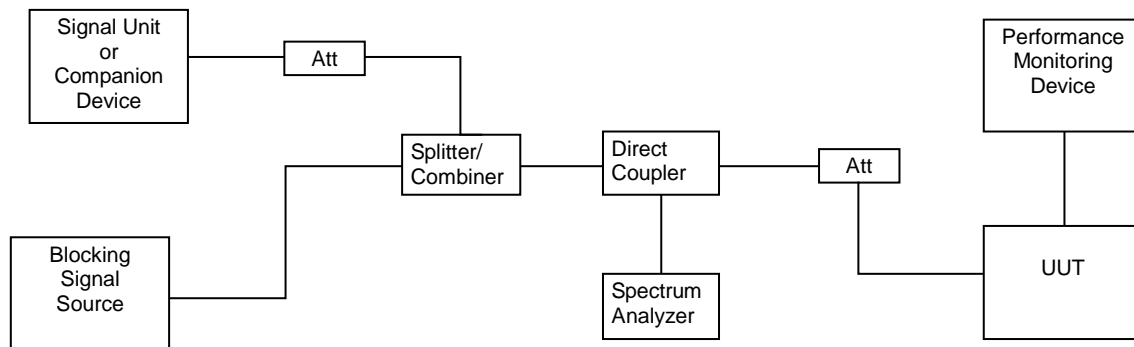 Signal Unit
or
Companion
Device
Att
Performance
Monitoring
Device
Splitter/
Combiner
Direct
Coupler
Att
Blocking
Signal
Source
Spectrum
Analyzer
UUT